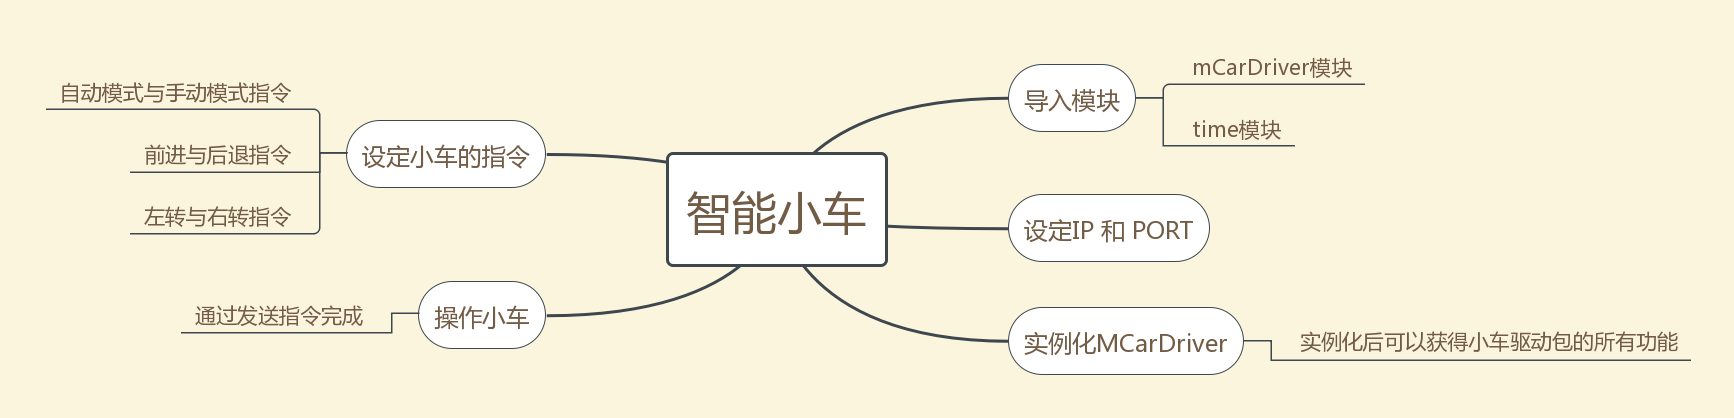 智能小车
导入模块
mCarDriver模块
time模块
设定IP 和 PORT
实例化MCarDriver
实例化后可以获得小车驱动包的所有功能
设定小车的指令
自动模式与手动模式指令
前进与后退指令
左转与右转指令
操作小车
通过发送指令完成